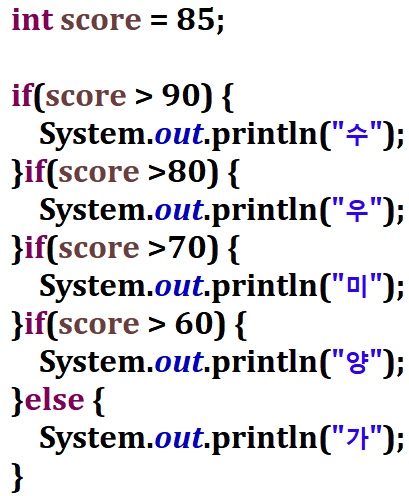 int score = 85;
if(score > 90) {
System.out.println("수");
}if(score >80) {
System.out.println("우");
}if(score >70) {
System.out.println("미");
}if(score > 60) {
System.out.println("양");
}else {
System.out.println("가");
}